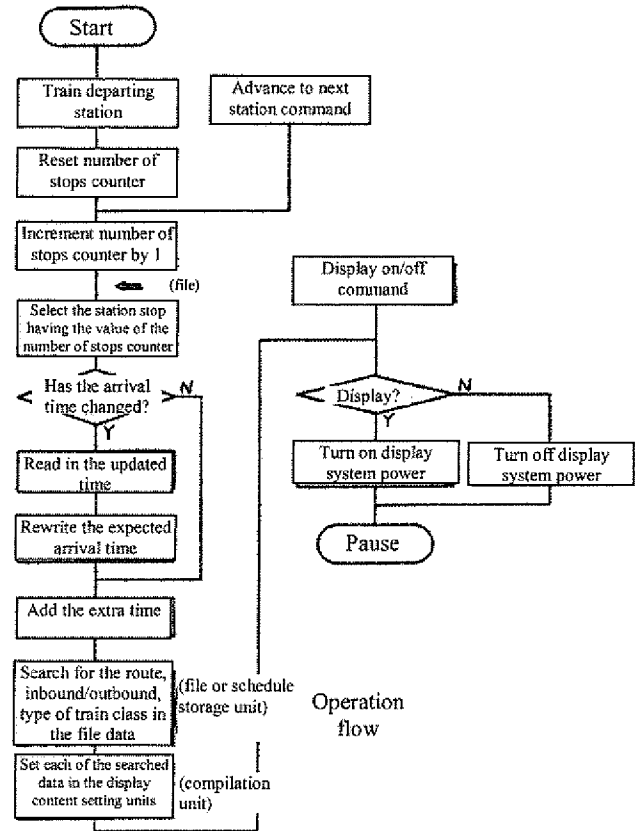 Start
Train departing
station
Advance to next
station command
Reset number of
stops counter
Increment number of
stops counter by 1
(file)
Select the station stop
having the value of the
number of stops counter
Has the arrival
time changed?
N
Y
Read in the updated
time
Rewrite the expected
arrival time
Add the extra time
Search for the route,
inbound/outbound,
type of train class in
the file data
(file or schedule
storage unit)
Set each of the searched
data in the display
content setting units
(compilation
unit)
Display on/off
command
Display?
N
Y
Turn on display
system power
Turn off display
system power
Pause
Operation
flow